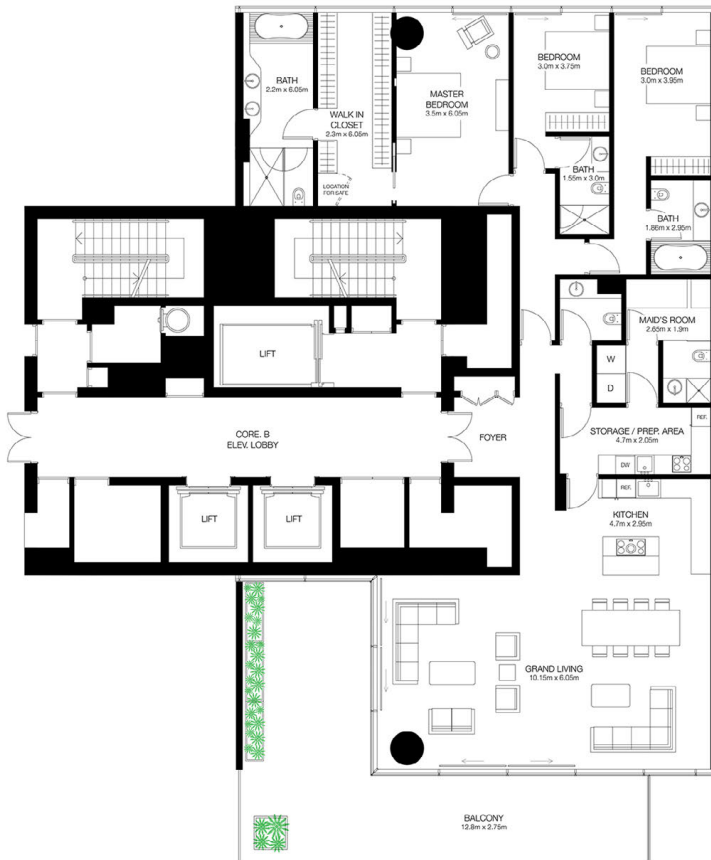 BATH
2.2m x 6.05m
WALK IN
CLOSET
2.3m x 6.05m
LOCATION
FOR SAFE
MASTER
BEDROOM
3.5m x 6.05m
BEDROOM
3.0m x 3.75m
BEDROOM
3.0m x 3.95m
BATH
1.55m x 3.0m
BATH
1.86m x 2.95m
MAID'S ROOM
2.65m x 1.9m
LIFT
W
D
REF.
CORE. B
ELEV. LOBBY
FOYER
STORAGE / PREP. AREA
4.7m x 2.05m
DW
REF.
LIFT
LIFT
KITCHEN
4.7m x 2.95m
GRAND LIVING
10.15m x 6.05m
BALCONY
12.8m x 2.75m